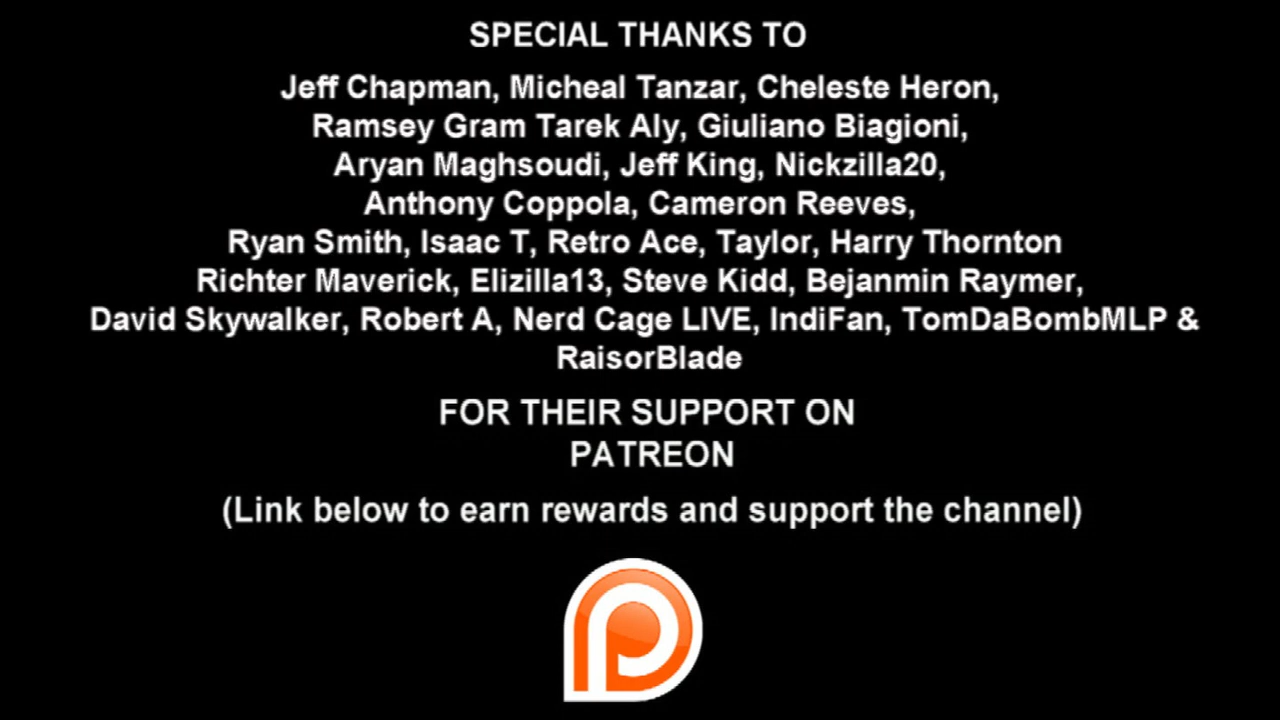 SPECIAL THANKS TO
Jeff Chapman, Micheal Tanzar, Cheleste Heron,
Ramsey Gram Tarek Aly, Giuliano Biagioni,
Aryan Maghsoudi, Jeff King, Nickzilla20,
Anthony Coppola, Cameron Reeves,
Ryan Smith, Isaac T, Retro Ace, Taylor, Harry Thornton
Richter Maverick, Elizilla13, Steve Kidd, Bejanmin Raymer,
David Skywalker, Robert A, Nerd Cage LIVE, IndiFan, TomDaBombMLP &
RaisorBlade
FOR THEIR SUPPORT ON
PATREON
(Link below to earn rewards and support the channel)